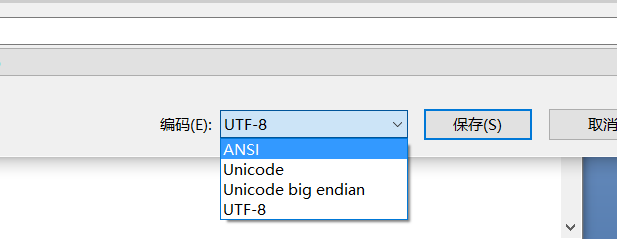 编码(E): UTF-8 保存(S) 取消
ANSI
Unicode
Unicode big endian
UTF-8